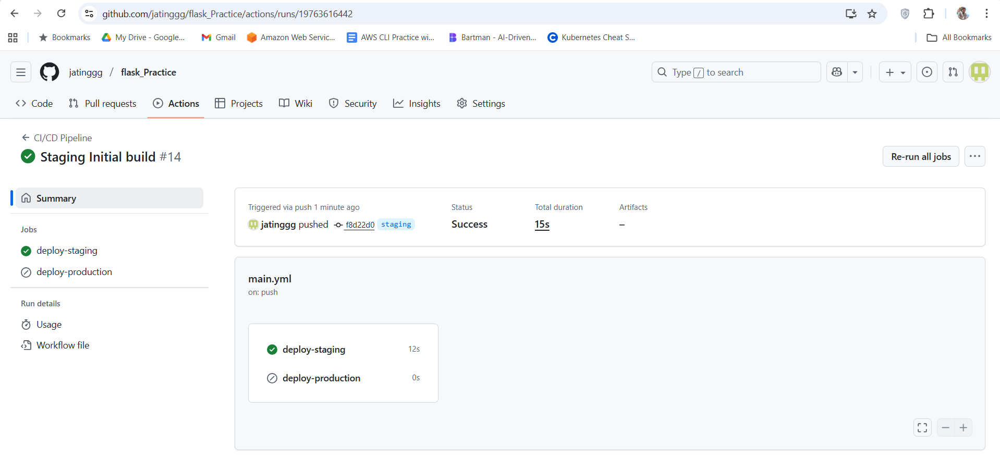 github.com/jatinggg/flask_Practice/actions/runs/19763616442
Bookmarks My Drive - Google... Gmail Amazon Web Servic... AWS CLI Practice wi... Bartman - AI-Driven... Kubernetes Cheat S... All Bookmarks
jatinggg / flask_Practice Type / to search
Code Pull requests Actions Projects Wiki Security Insights Settings
CI/CD Pipeline
Staging Initial build #14
Re-run all jobs
Summary
Jobs
deploy-staging
deploy-production
Run details
Usage
Workflow file
Triggered via push 1 minute ago Status Total duration Artifacts
jatinggg pushed f8d22d0 staging Success 15s –
main.yml
on: push
deploy-staging 12s
deploy-production 0s